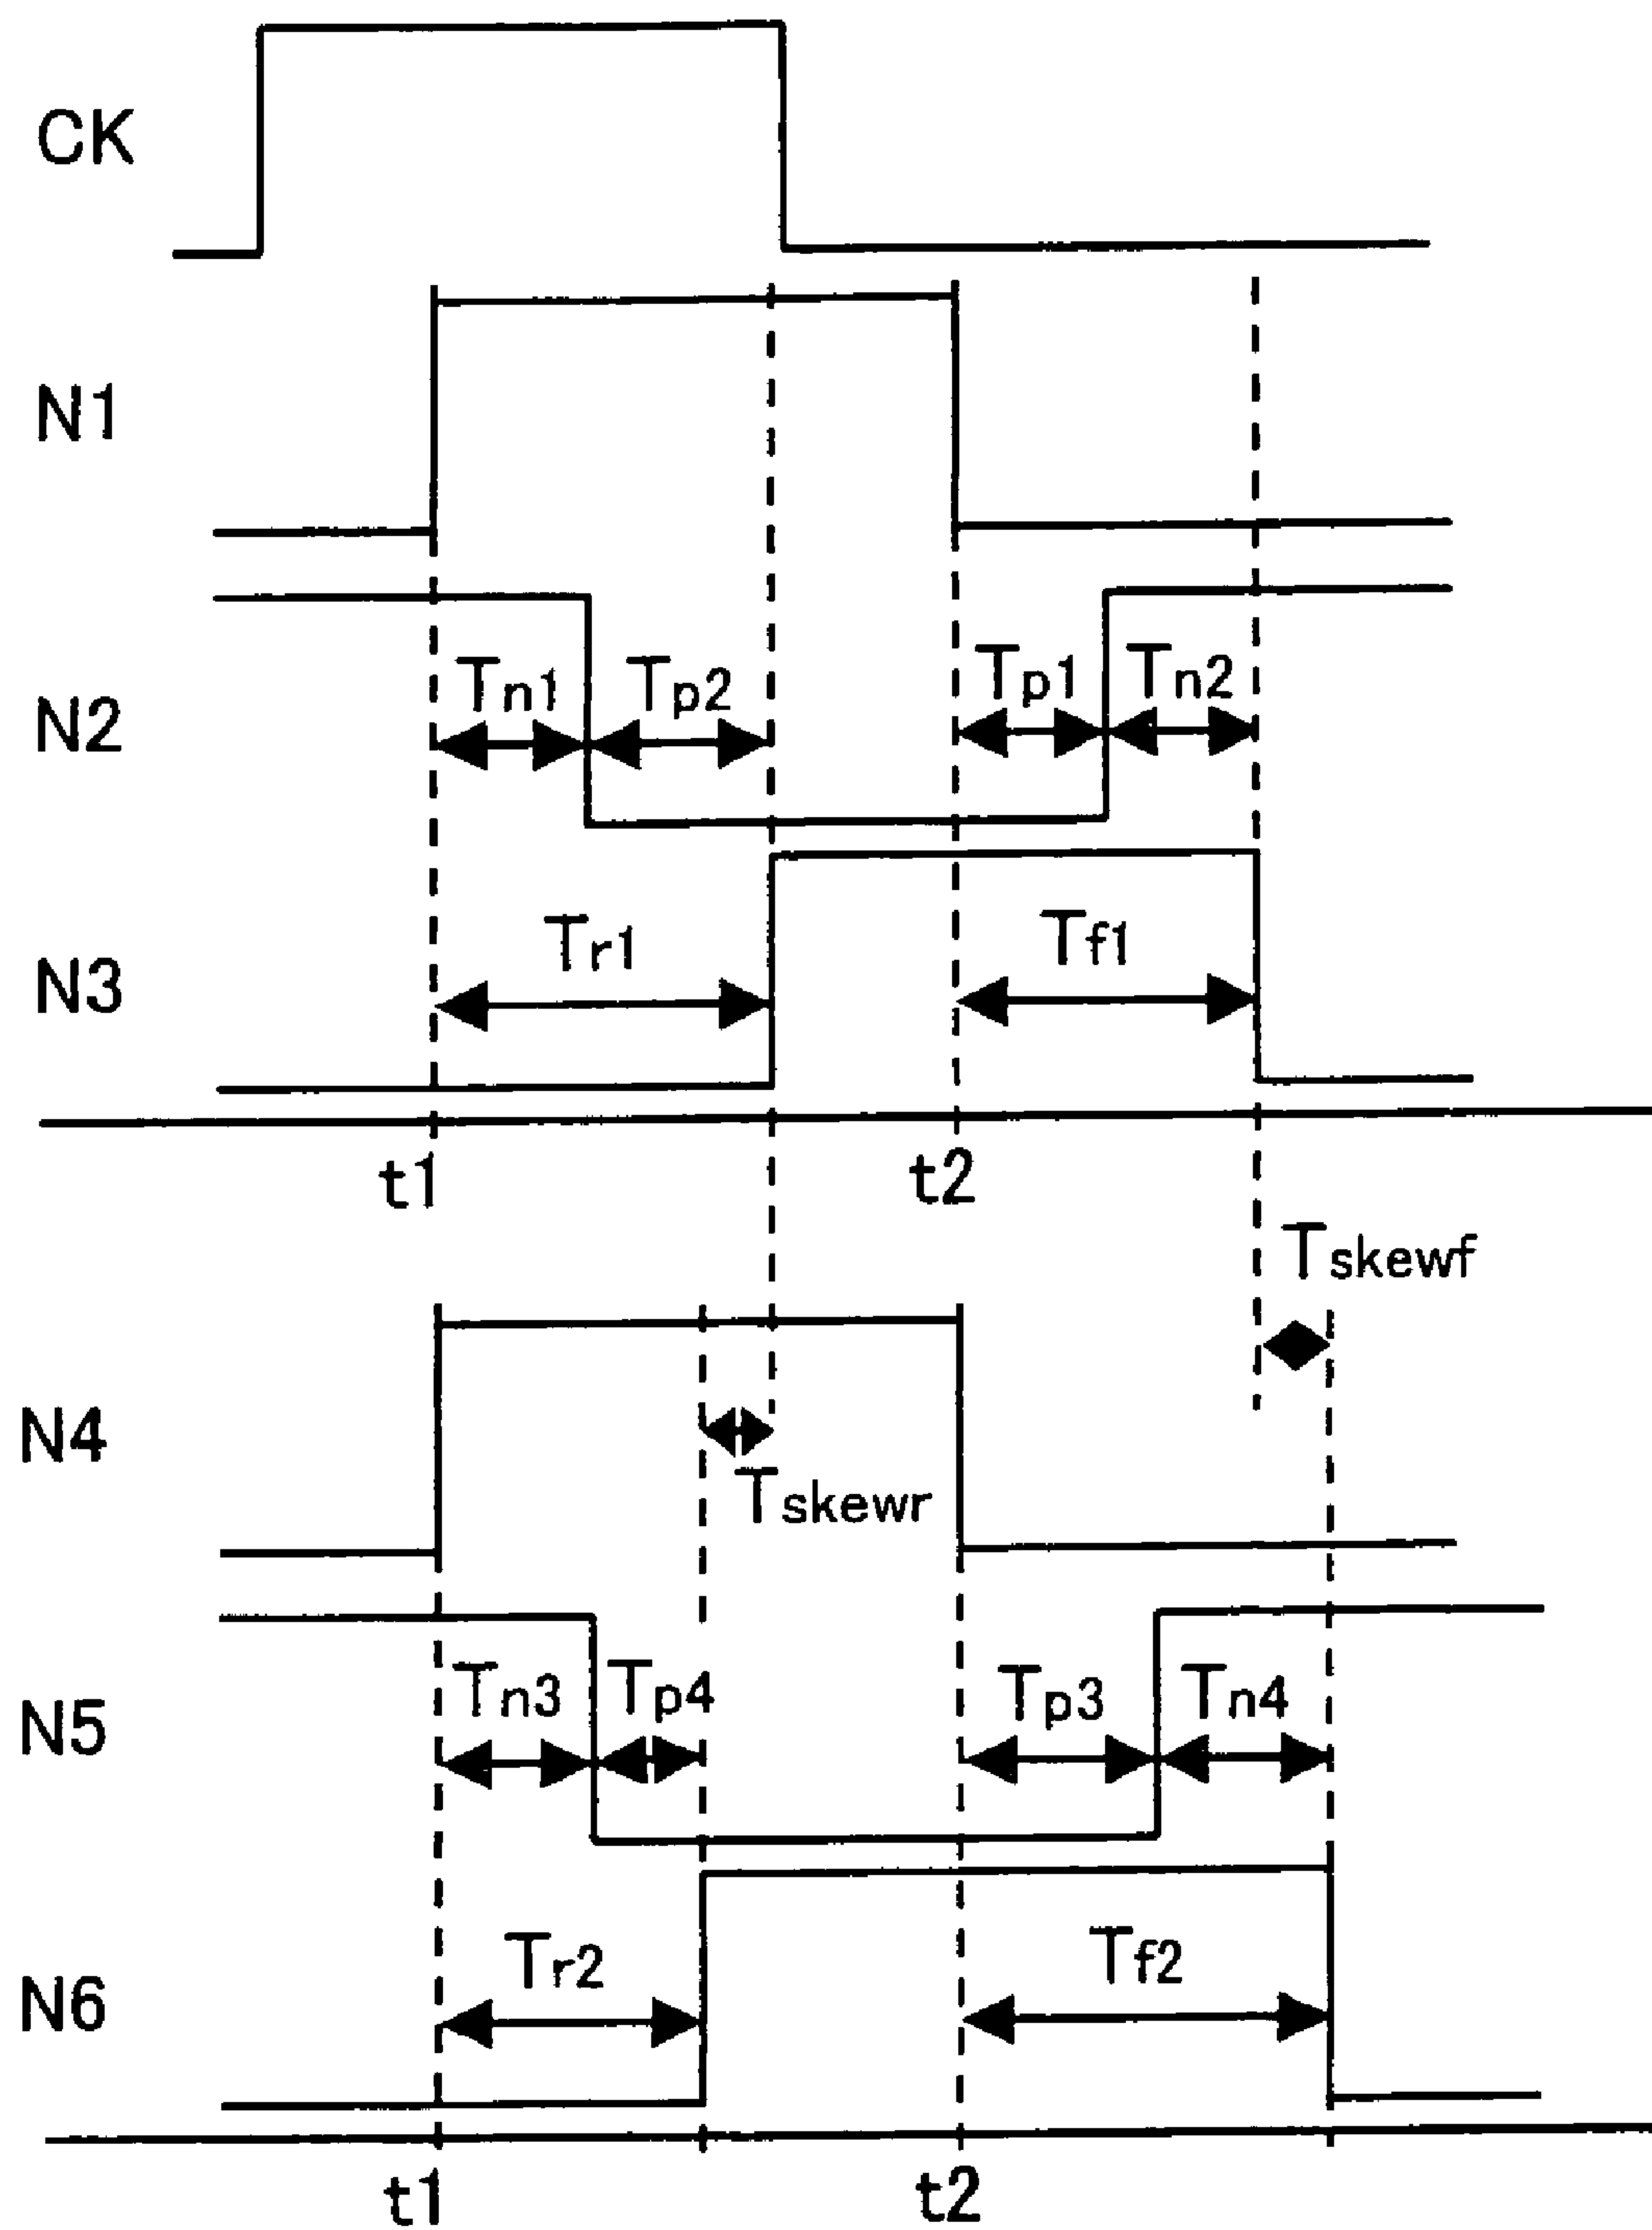 CK
N1
N2
Tn1 Tp2 Tp1 Tn2
N3
Tr1 Tf1
t1 t2
Tskewf
N4
Tskewr
N5
Tn3 Tp4 Tp3 Tn4
N6
Tr2 Tf2
t1 t2